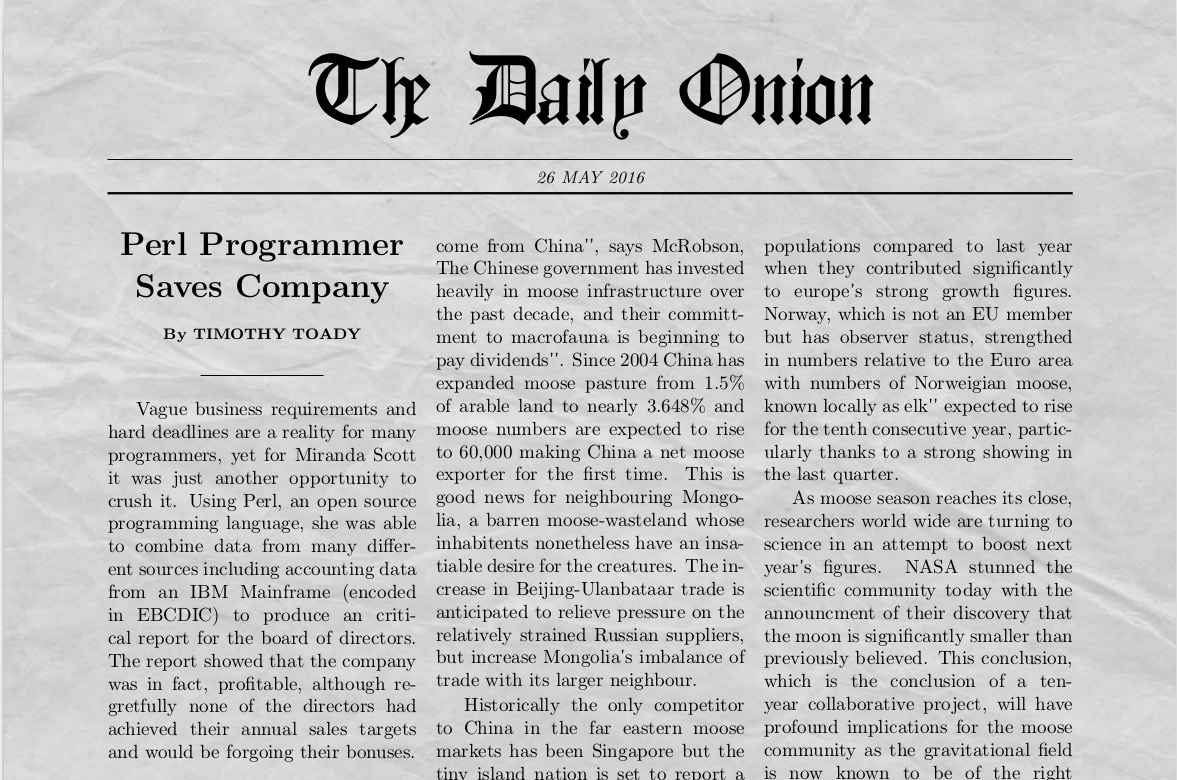 The Daily Onion
26 MAY 2016
Perl Programmer
Saves Company
By TIMOTHY TOADY
Vague business requirements and
hard deadlines are a reality for many
programmers, yet for Miranda Scott
it was just another opportunity to
crush it. Using Perl, an open source
programming language, she was able
to combine data from many differ-
ent sources including accounting data
from an IBM Mainframe (encoded
in EBCDIC) to produce an criti-
cal report for the board of directors.
The report showed that the company
was in fact, profitable, although re-
gretfully none of the directors had
achieved their annual sales targets
and would be forgoing their bonuses.
come from China'', says McRobson,
The Chinese government has invested
heavily in moose infrastructure over
the past decade, and their committ-
ment to macrofauna is beginning to
pay dividends''. Since 2004 China has
expanded moose pasture from 1.5%
of arable land to nearly 3.648% and
moose numbers are expected to rise
to 60,000 making China a net moose
exporter for the first time. This is
good news for neighbouring Mongo-
lia, a barren moose-wasteland whose
inhabitents nonetheless have an insa-
tiable desire for the creatures. The in-
crease in Beijing-Ulanbataar trade is
anticipated to relieve pressure on the
relatively strained Russian suppliers,
but increase Mongolia's imbalance of
trade with its larger neighbour.
Historically the only competitor
to China in the far eastern moose
markets has been Singapore but the
tiny island nation is set to report a
populations compared to last year
when they contributed significantly
to europe's strong growth figures.
Norway, which is not an EU member
but has observer status, strengthed
in numbers relative to the Euro area
with numbers of Norweigian moose,
known locally as elk'' expected to rise
for the tenth consecutive year, partic-
ularly thanks to a strong showing in
the last quarter.
As moose season reaches its close,
researchers world wide are turning to
science in an attempt to boost next
year's figures. NASA stunned the
scientific community today with the
announcment of their discovery that
the moon is significantly smaller than
previously believed. This conclusion,
which is the conclusion of a ten-
year collaborative project, will have
profound implications for the moose
community as the gravitational field
is now known to be of the right